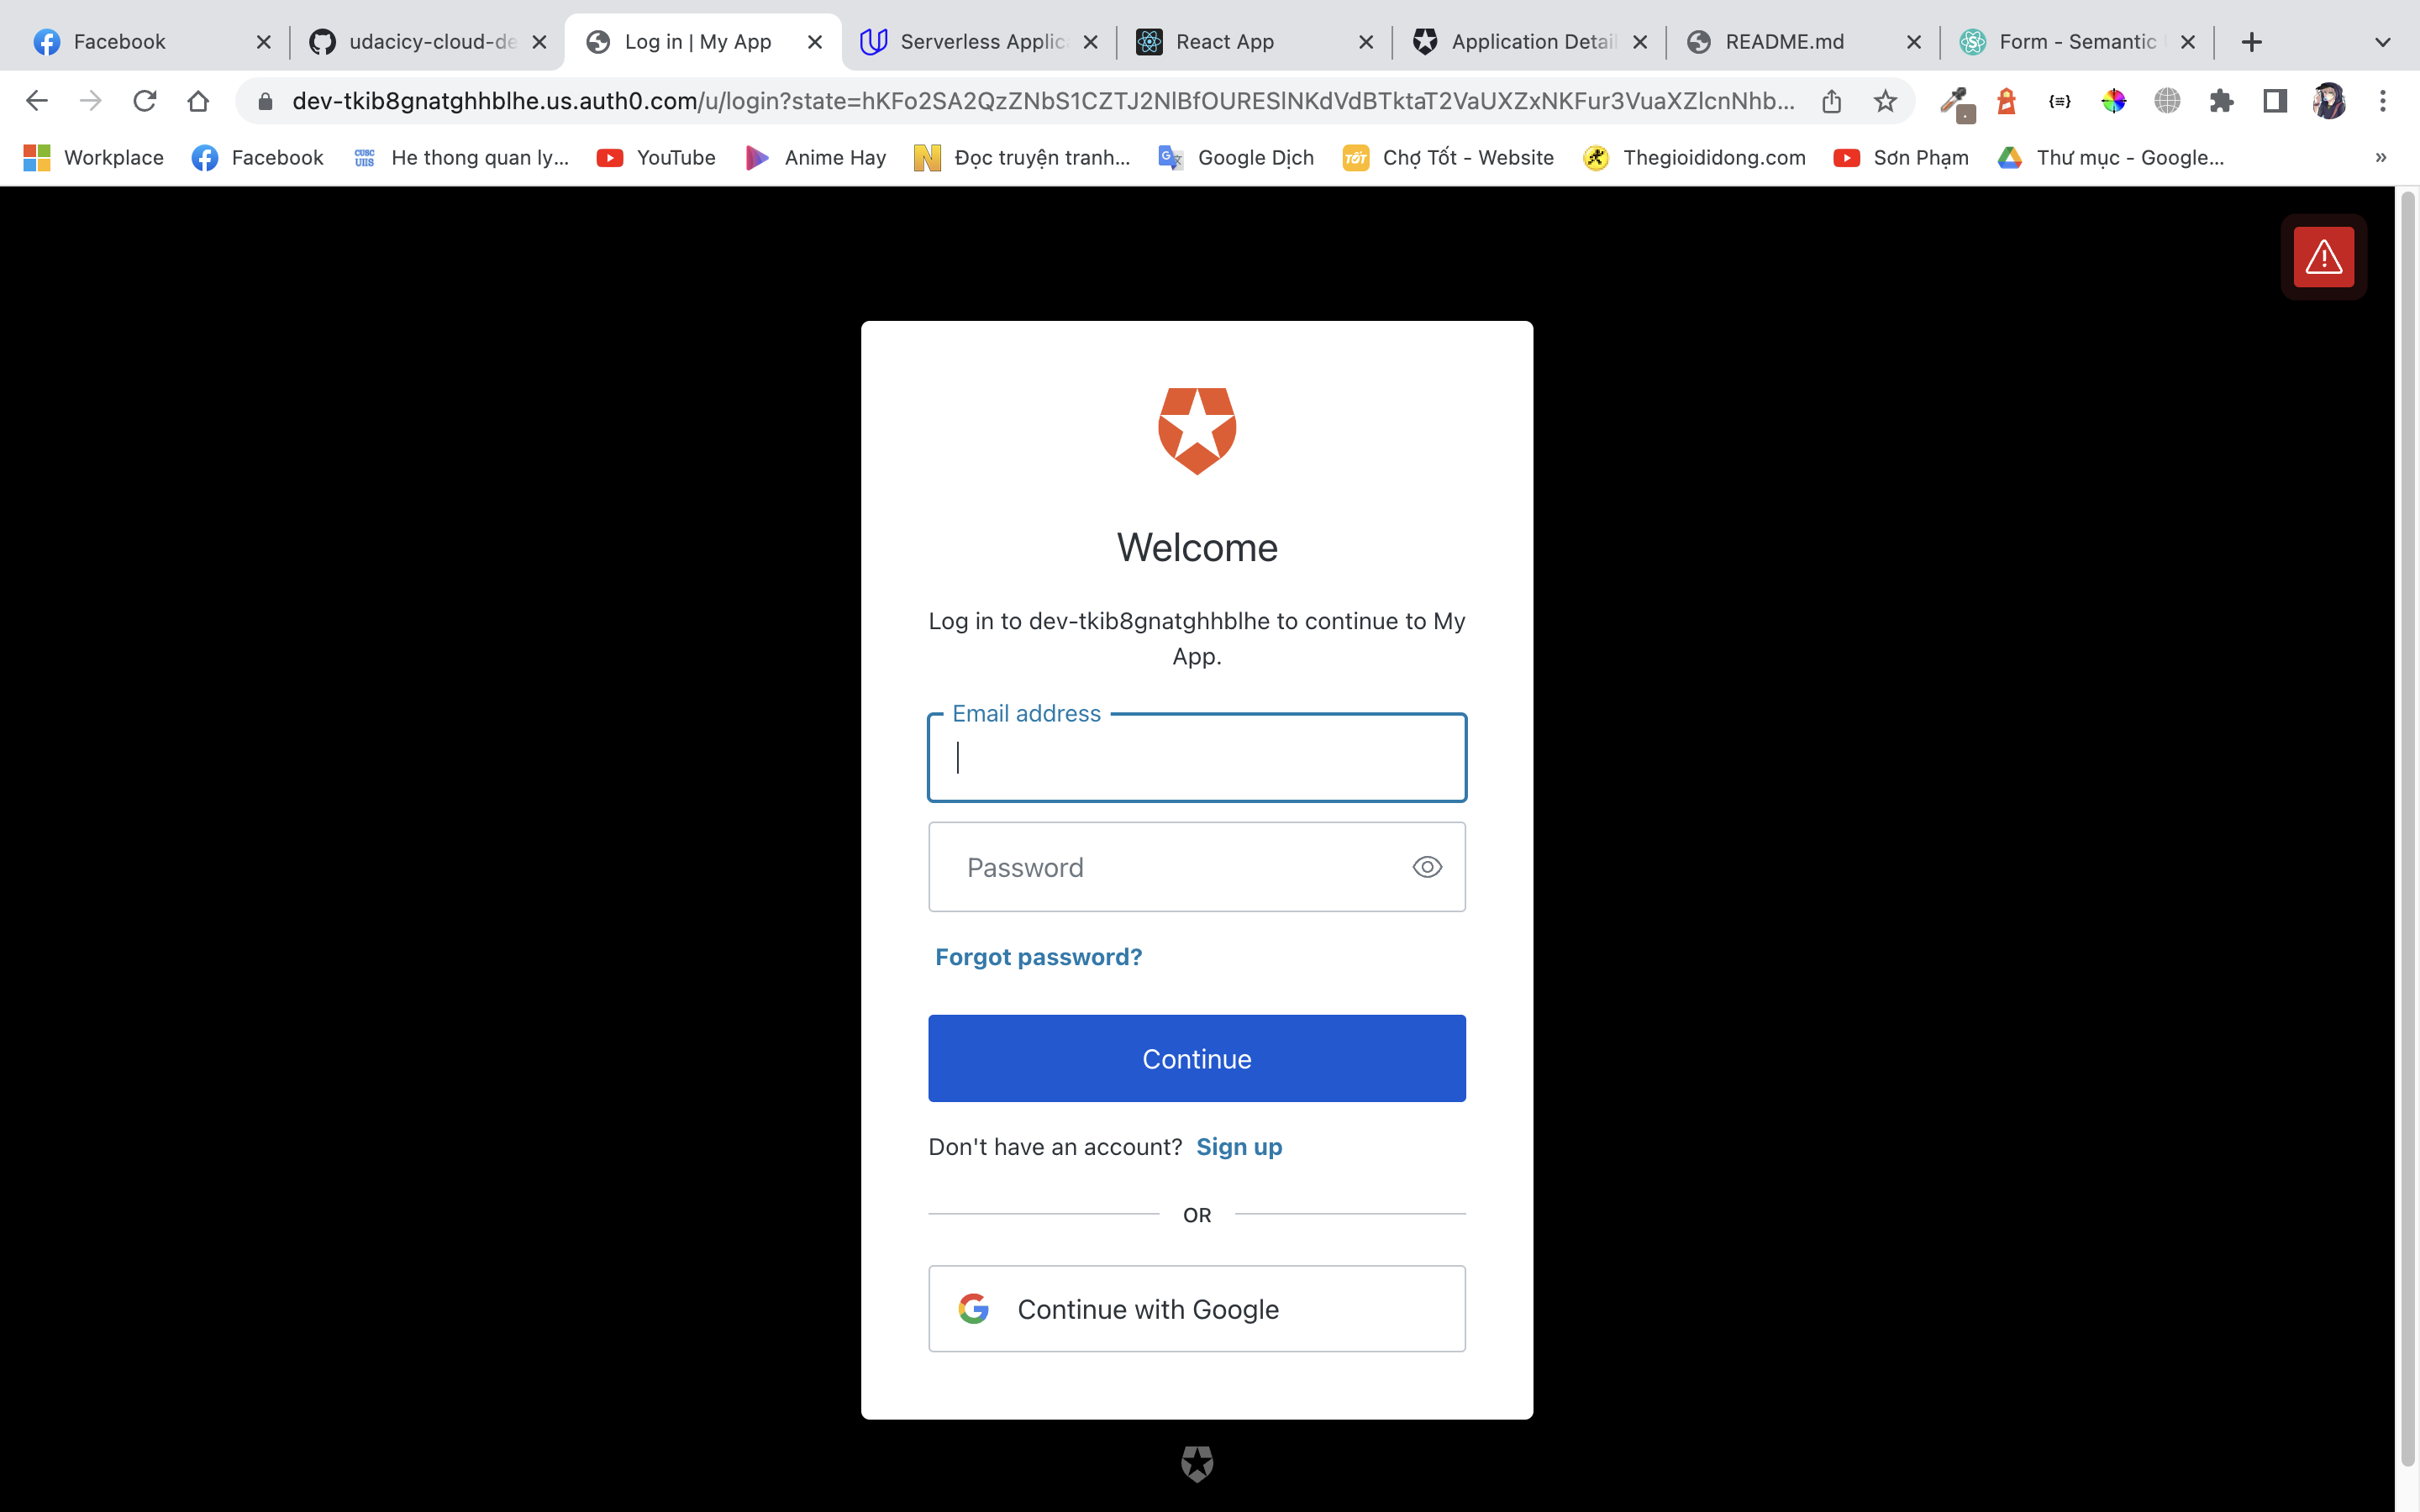 Facebook
udacicy-cloud-de
Log in | My App
Serverless Applic
React App
Application Detail
README.md
Form - Semantic
dev-tkib8gnatghhblhe.us.auth0.com/u/login?state=hKFo2SA2QzZNbS1CZTJ2NlBfOURESlNKdVdBTktaT2VaUXZxNKFur3VuaXZlcnNhb...
Workplace
Facebook
CUSC
UIIS
He thong quan ly...
YouTube
Anime Hay
Đọc truyện tranh...
Google Dịch
TỐT
Chợ Tốt - Website
Thegioididong.com
Sơn Phạm
Thư mục - Google...
»
Welcome
Log in to dev-tkib8gnatghhblhe to continue to My
App.
Email address
Password
Forgot password?
Continue
Don't have an account? Sign up
OR
Continue with Google